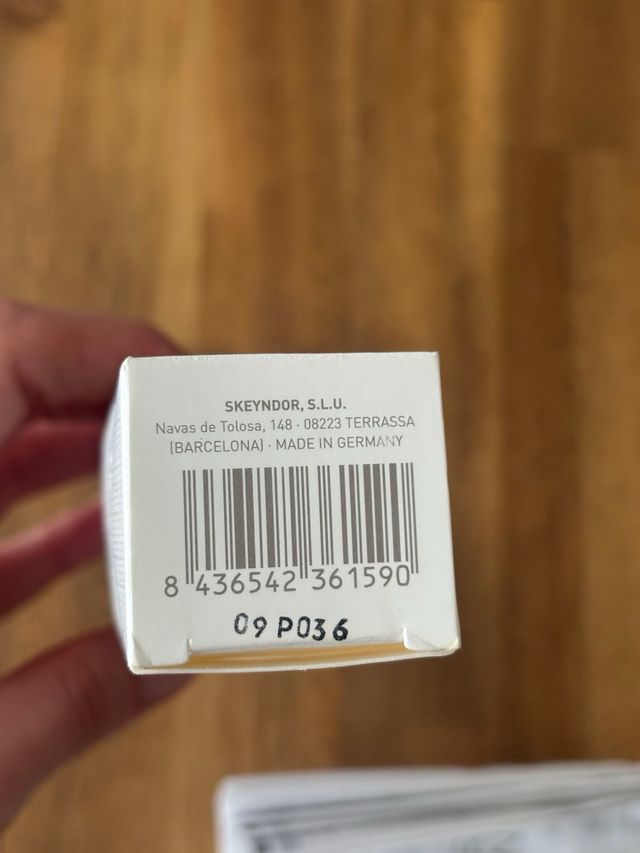 SKEYNDOR, S.L.U.
Navas de Tolosa, 148 · 08223 TERRASSA
(BARCELONA) · MADE IN GERMANY
8 436542 361590
09 P036